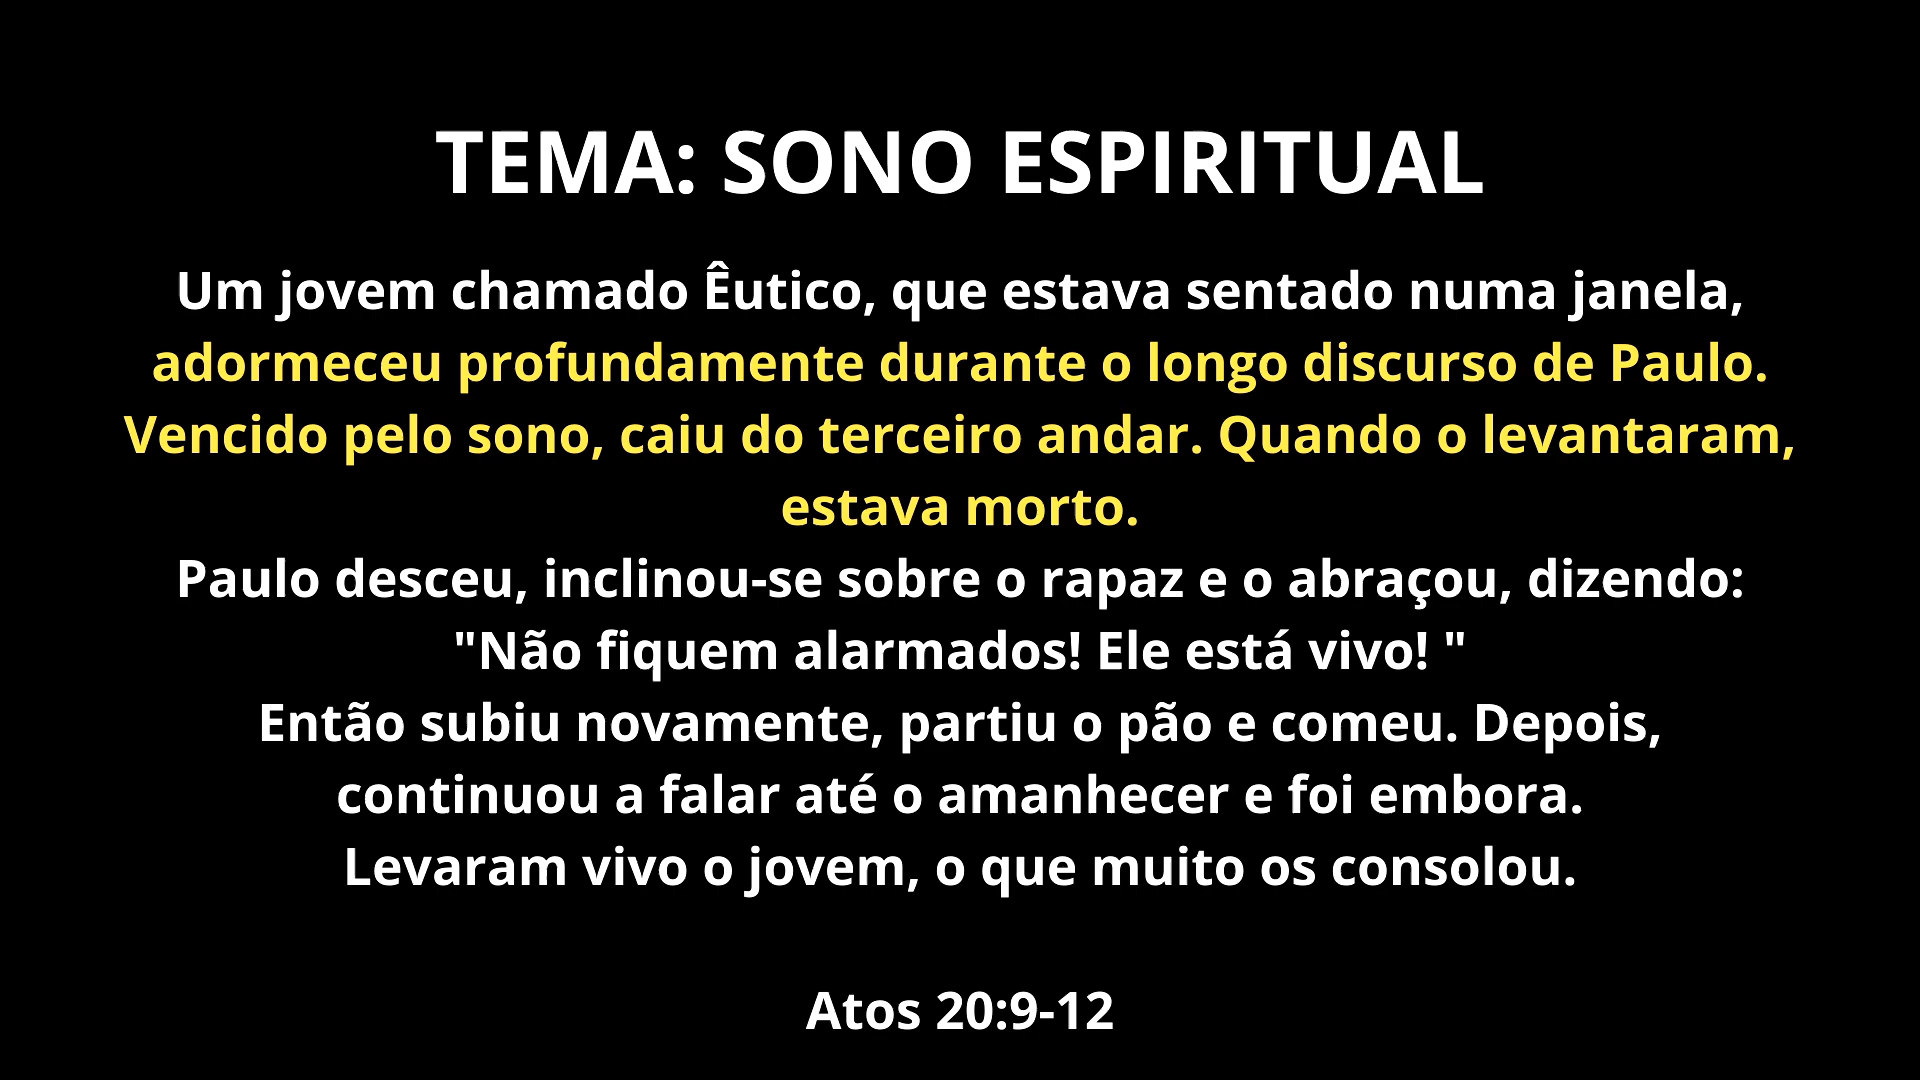 TEMA: SONO ESPIRITUAL
Um jovem chamado Êutico, que estava sentado numa janela,
adormeceu profundamente durante o longo discurso de Paulo.
Vencido pelo sono, caiu do terceiro andar. Quando o levantaram,
estava morto.
Paulo desceu, inclinou-se sobre o rapaz e o abraçou, dizendo:
"Não fiquem alarmados! Ele está vivo! "
Então subiu novamente, partiu o pão e comeu. Depois,
continuou a falar até o amanhecer e foi embora.
Levaram vivo o jovem, o que muito os consolou.
Atos 20:9-12